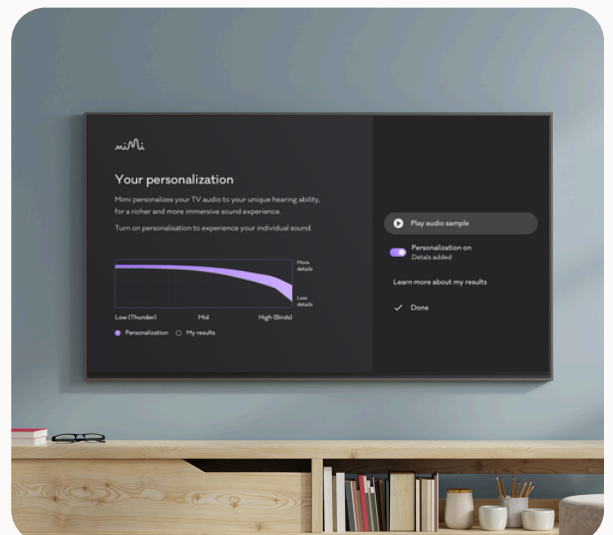 mimi
Your personalization
Mimi personalizes your TV audio to your unique hearing ability,
for a richer and more immersive sound experience.
Turn on personalisation to experience your individual sound.
More
details
Less
details
Low (Thunder) Mid High (Birds)
Personalization My results
Play audio sample
Personalization on
Details added
Learn more about my results
Done